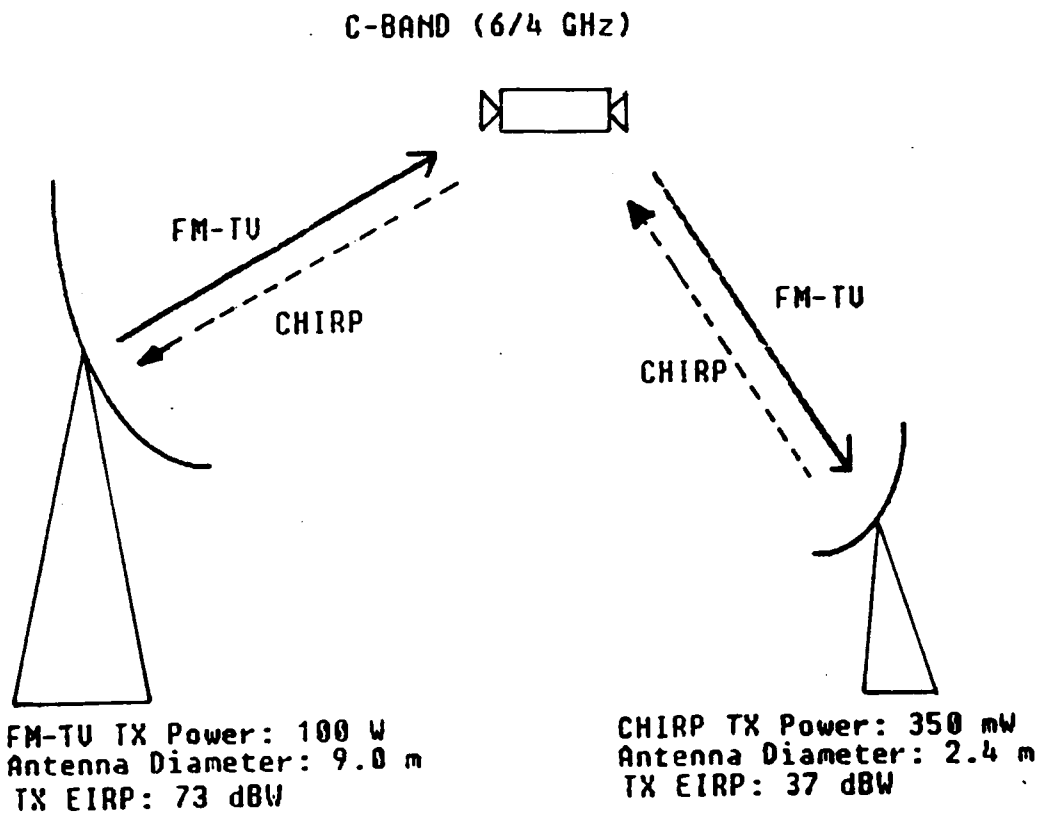 C-BAND (6/4 GHz)
FM-TV
CHIRP
FM-TV
CHIRP
FM-TV TX Power: 100 W
Antenna Diameter: 9.0 m
TX EIRP: 73 dBW
CHIRP TX Power: 350 mW
Antenna Diameter: 2.4 m
TX EIRP: 37 dBW